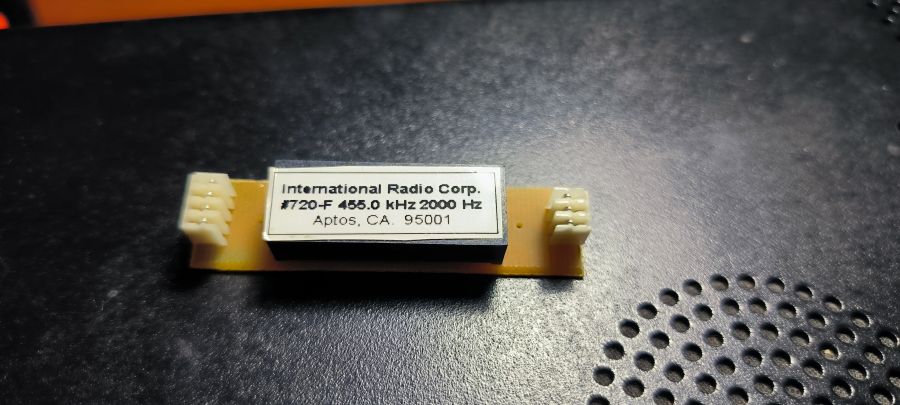 International Radio Corp.
#720-F 455.0 kHz 2000 Hz
Aptos, CA. 95001